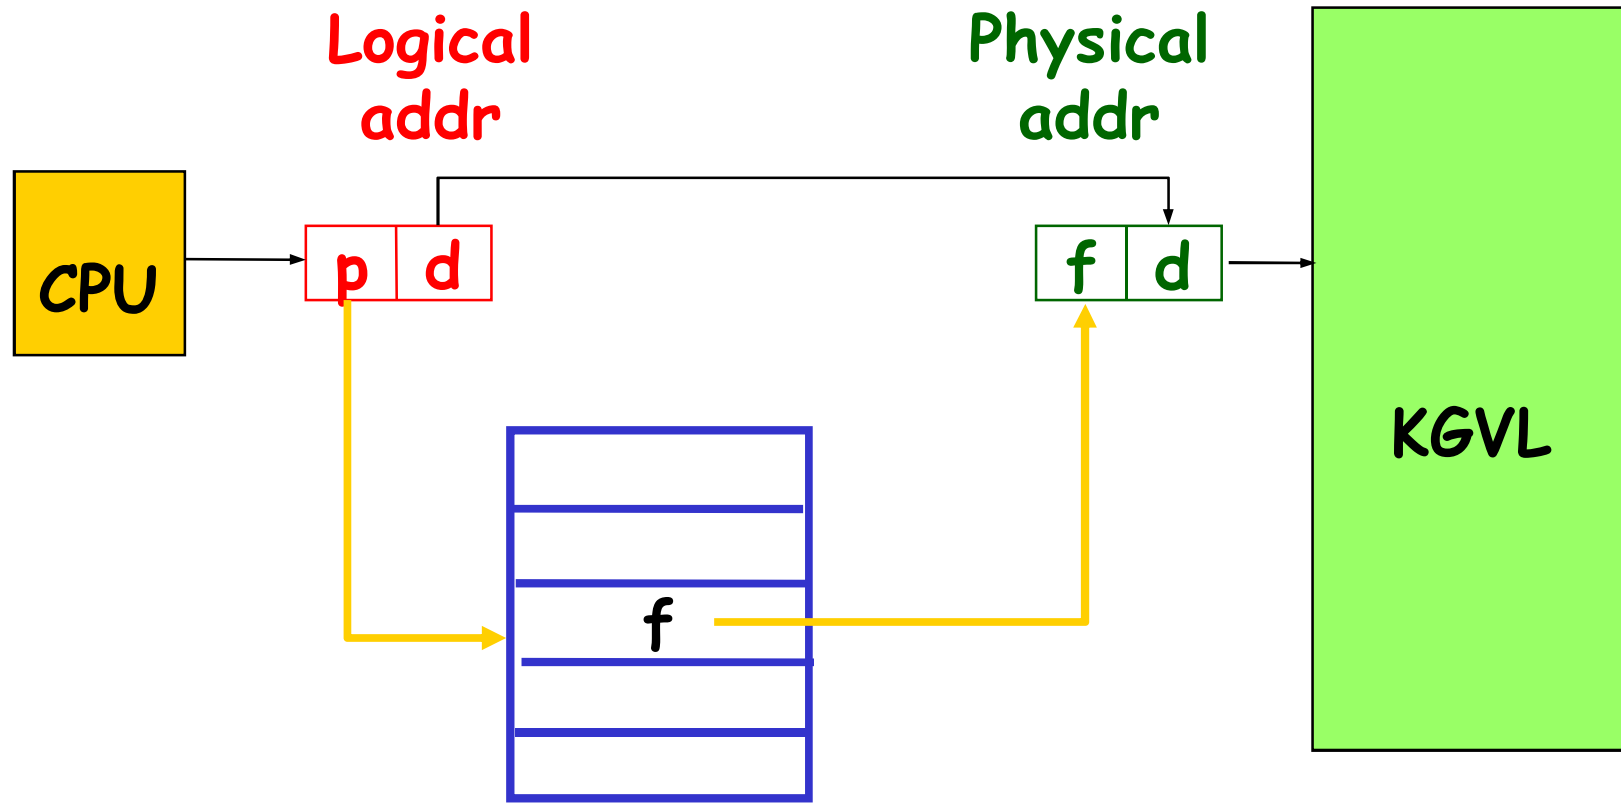 Logical
addr
Physical
addr
CPU
p d
f d
KGVL
f